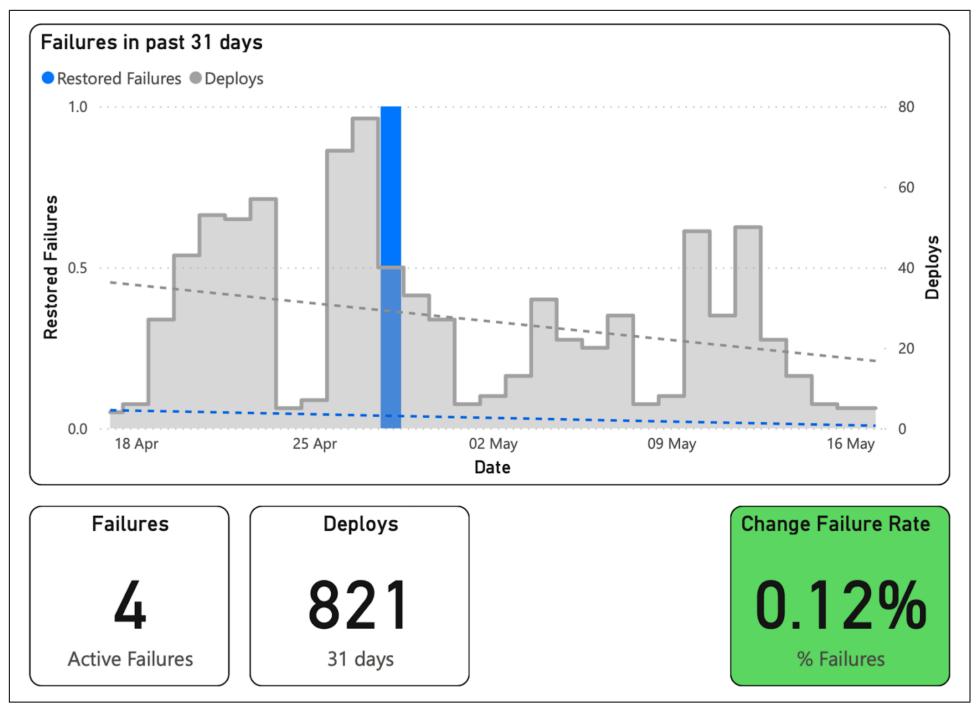 Failures in past 31 days
Restored Failures Deploys
1.0
0.5
0.0
Restored Failures
80
60
40
20
0
Deploys
18 Apr 25 Apr 02 May 09 May 16 May
Date
Failures
4
Active Failures
Deploys
821
31 days
Change Failure Rate
0.12%
% Failures